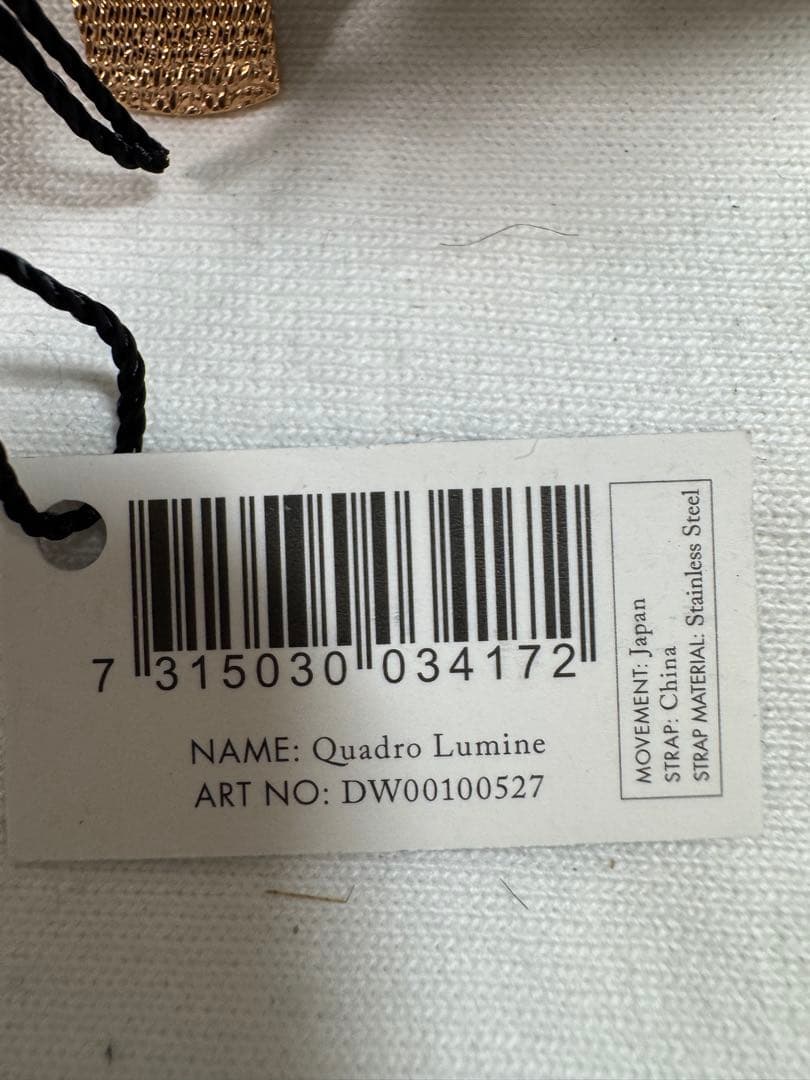 7 315030 034172
NAME: Quadro Lumine
ART NO: DW00100527
MOVEMENT: Japan
STRAP: China
STRAP MATERIAL: Stainless Steel